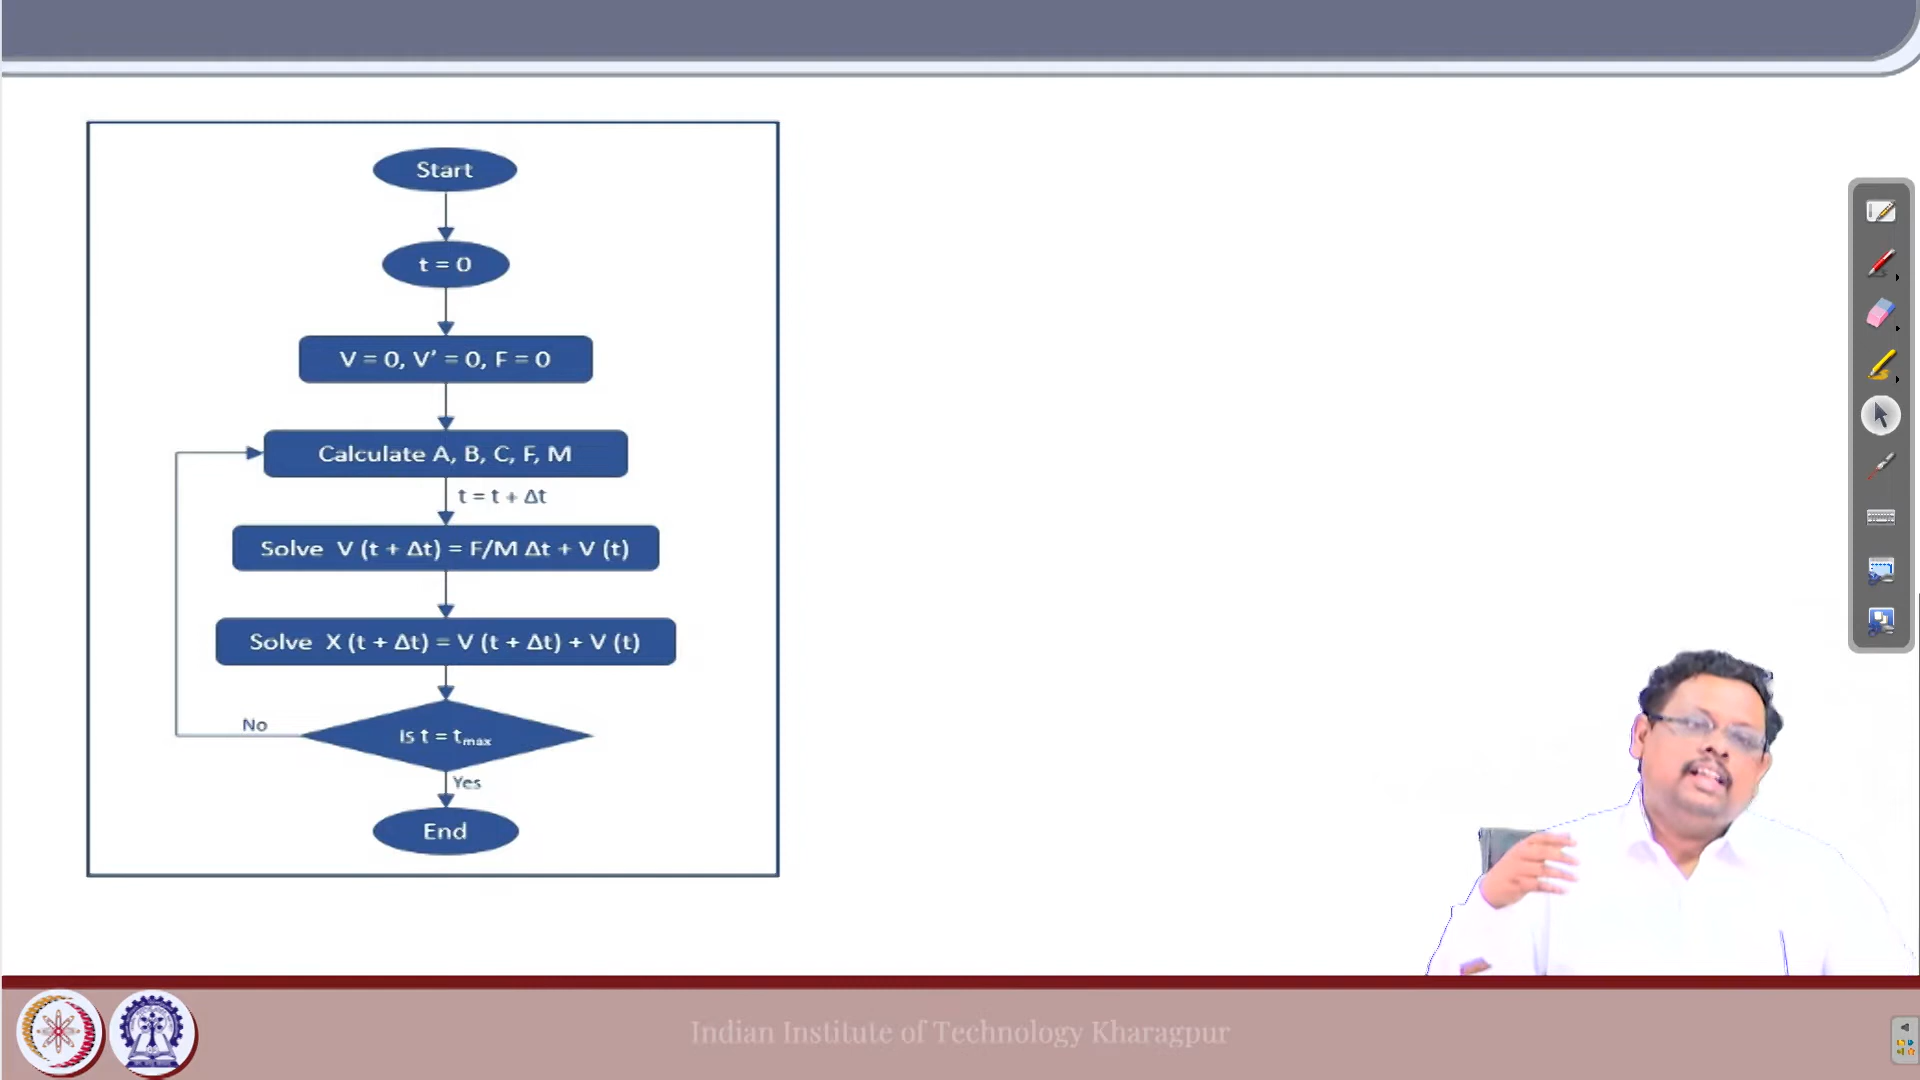 Start
t = 0
V = 0, V’ = 0, F = 0
Calculate A, B, C, F, M
t = t + Δt
Solve V (t + Δt) = F/M Δt + V (t)
Solve X (t + Δt) = V (t + Δt) + V (t)
Is t = tmax
No
Yes
End
Indian Institute of Technology Kharagpur